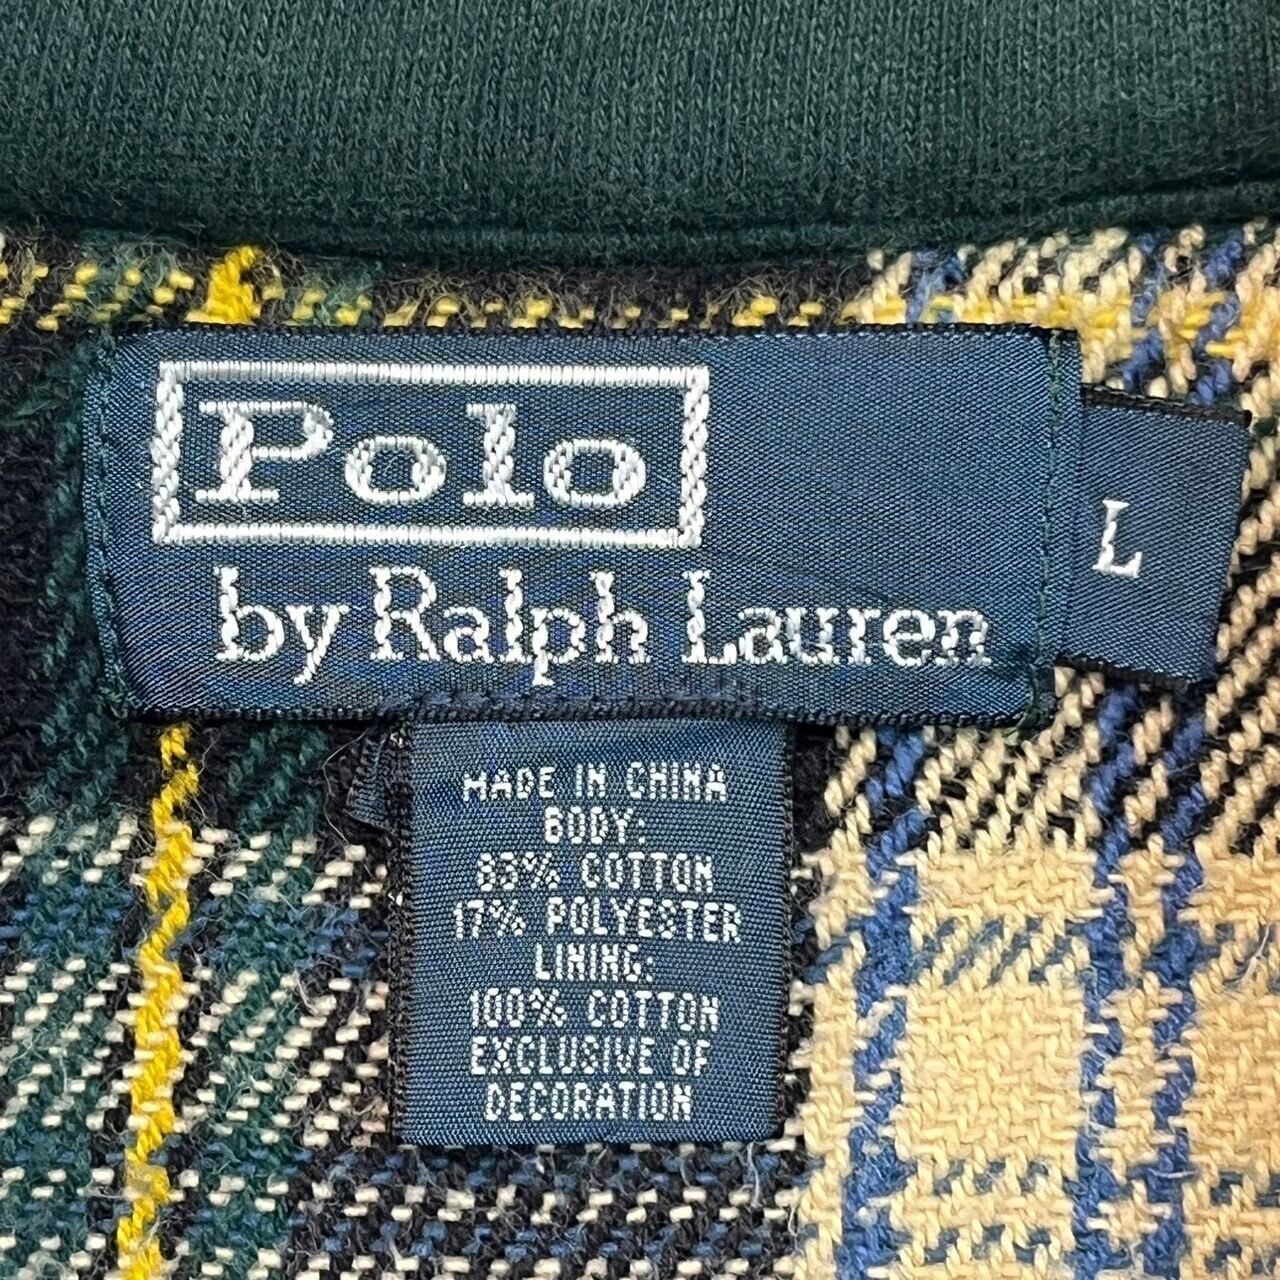 Polo
by Ralph Lauren
L
MADE IN CHINA
BODY:
83% COTTON
17% POLYESTER
LINING:
100% COTTON
EXCLUSIVE OF
DECORATION